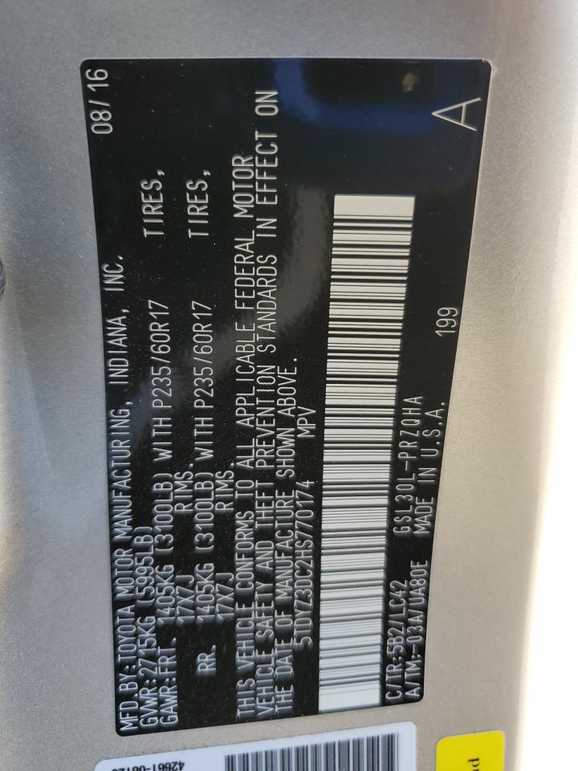 MFD. BY: TOYOTA MOTOR MANUFACTURING, INDIANA, INC. 08/16
GVWR: 2715KG (5995LB)
GAWR: FRT. 1405KG (3100LB) WITH P235/60R17 TIRES,
17X7J RIMS,
RR. 1405KG (3100LB) WITH P235/60R17 TIRES,
17X7J RIMS.
THIS VEHICLE CONFORMS TO ALL APPLICABLE FEDERAL MOTOR
VEHICLE SAFETY AND THEFT PREVENTION STANDARDS IN EFFECT ON
THE DATE OF MANUFACTURE SHOWN ABOVE.
5TDYZ3DC2HS770174 MPV
C/TR:5B2/LC42 GSL30L-PRZQHA 199
A/TM:-03A/UA80E MADE IN U.S.A. A